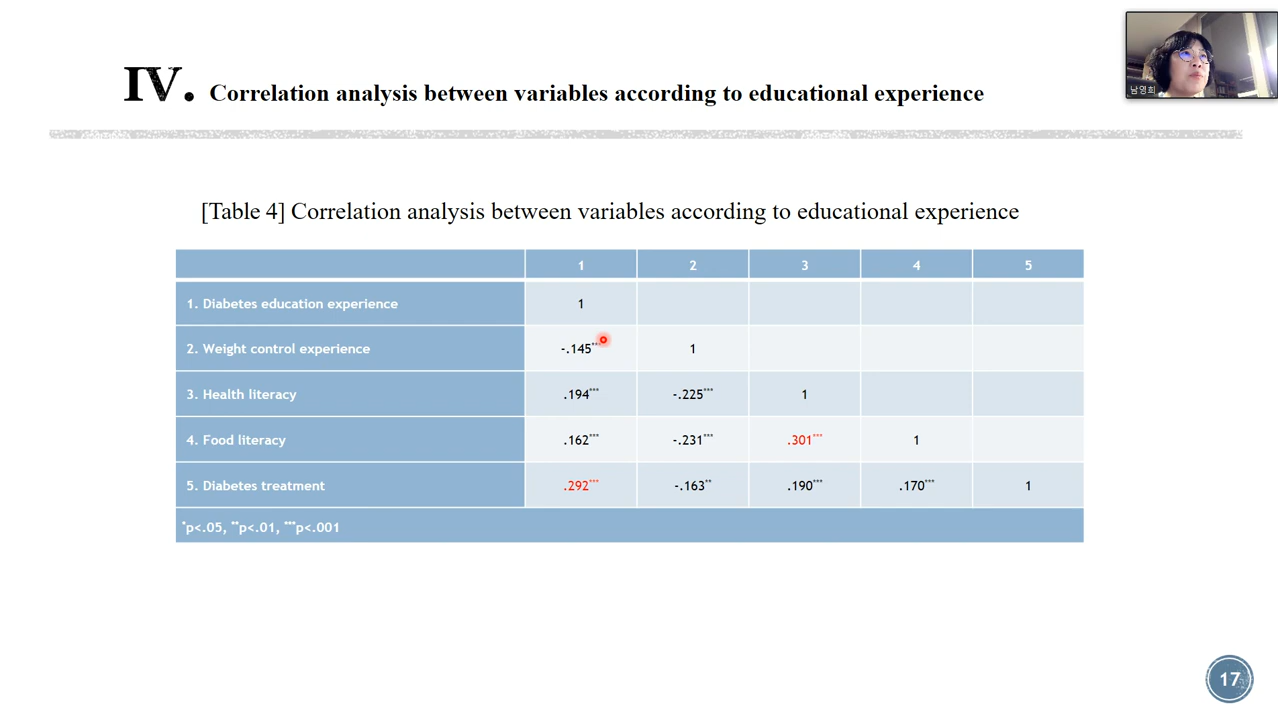 IV. Correlation analysis between variables according to educational experience
남영희
[Table 4] Correlation analysis between variables according to educational experience
1 2 3 4 5
1. Diabetes education experience 1
2. Weight control experience -.145*** 1
3. Health literacy .194*** -.225*** 1
4. Food literacy .162*** -.231*** .301*** 1
5. Diabetes treatment .292*** -.163** .190*** .170*** 1
*p<.05, **p<.01, ***p<.001
17